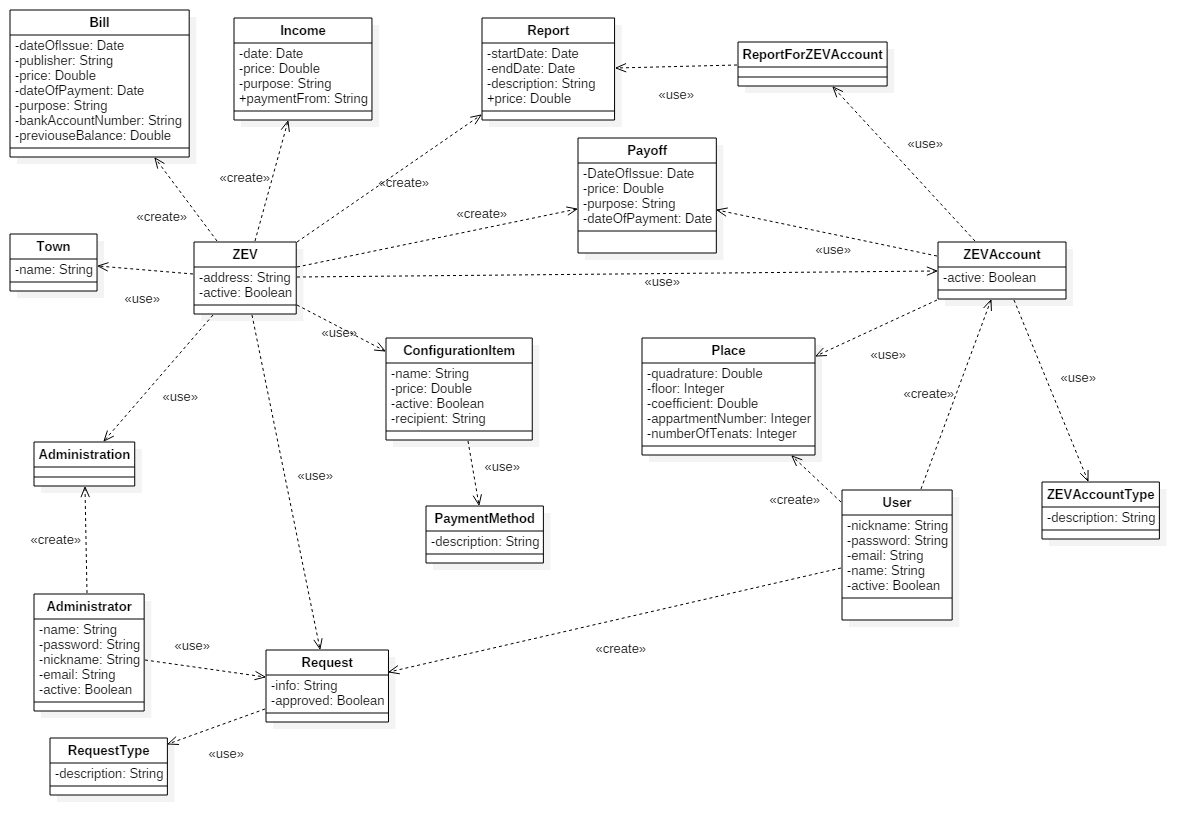 Bill
-dateOfIssue: Date
-publisher: String
-price: Double
-dateOfPayment: Date
-purpose: String
-bankAccountNumber: String
-previouseBalance: Double
Income
-date: Date
-price: Double
-purpose: String
+paymentFrom: String
Report
-startDate: Date
-endDate: Date
-description: String
+price: Double
ReportForZEVAccount
«use»
«use»
Payoff
-DateOfIssue: Date
-price: Double
-purpose: String
-dateOfPayment: Date
«create»
«create»
«create»
«create»
Town
-name: String
ZEV
-address: String
-active: Boolean
ZEVAccount
-active: Boolean
«use»
«use»
«use»
«use»
ConfigurationItem
-name: String
-price: Double
-active: Boolean
-recipient: String
Place
-quadrature: Double
-floor: Integer
-coefficient: Double
-appartmentNumber: Integer
-numberOfTenats: Integer
«use»
«use»
«use»
«create»
Administration
«use»
«use»
PaymentMethod
-description: String
«create»
User
-nickname: String
-password: String
-email: String
-name: String
-active: Boolean
ZEVAccountType
-description: String
«create»
Administrator
-name: String
-password: String
-nickname: String
-email: String
-active: Boolean
«use»
«create»
Request
-info: String
-approved: Boolean
RequestType
-description: String
«use»